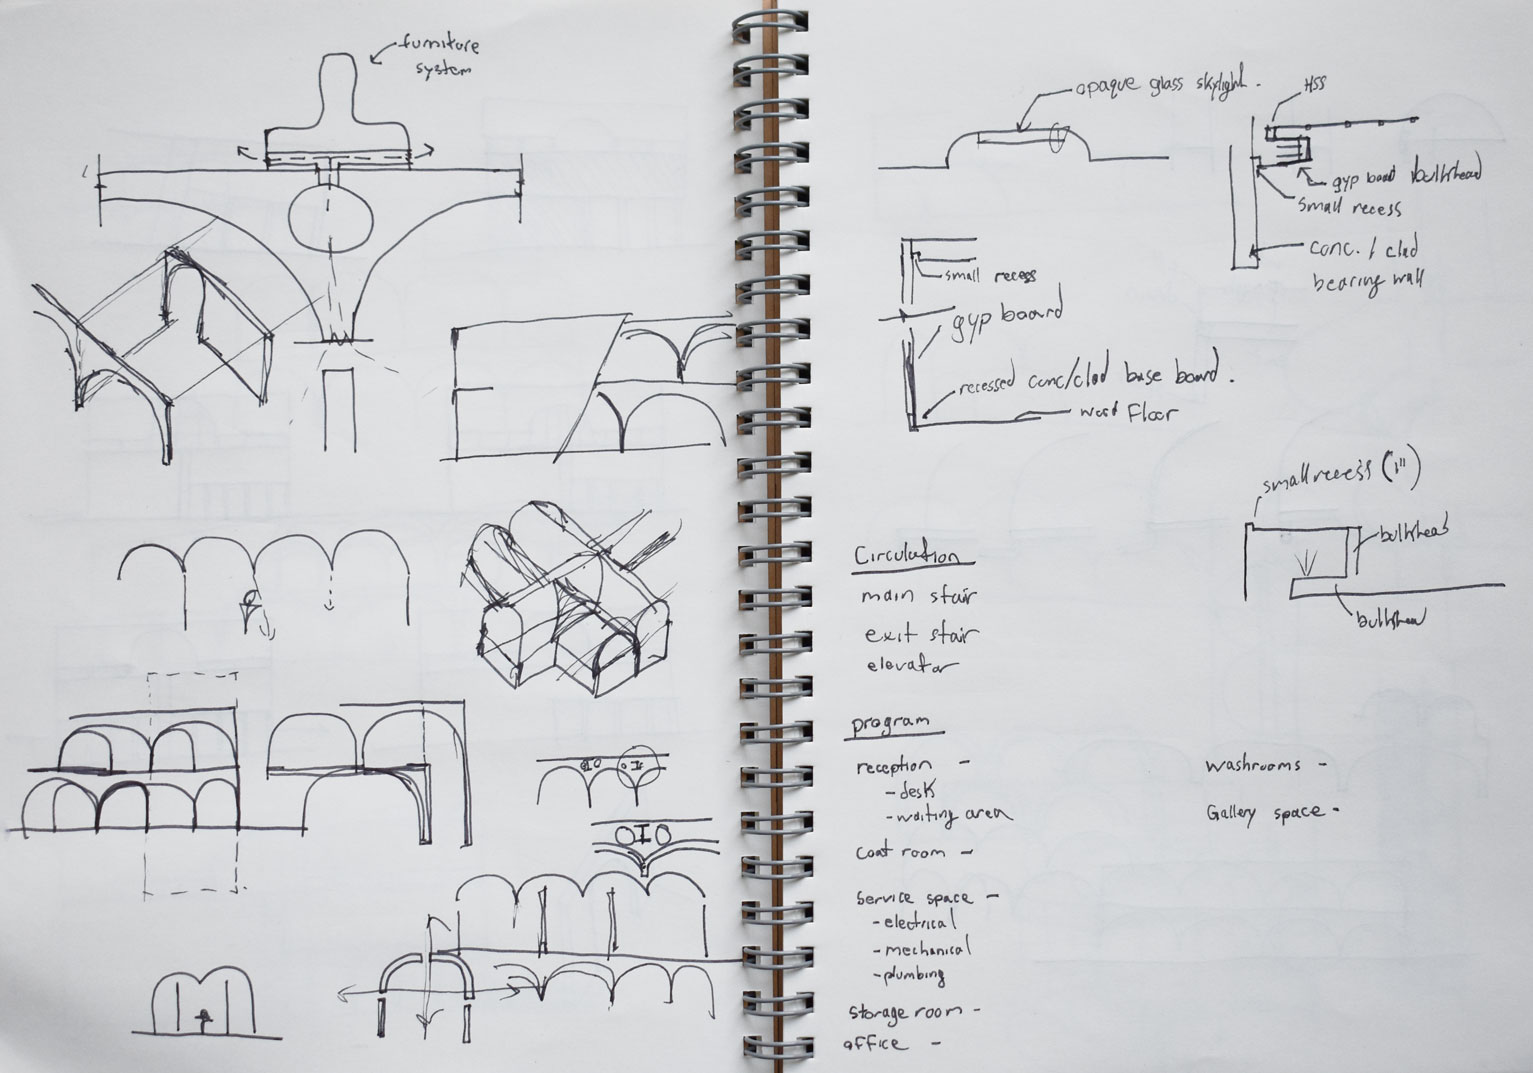 furniture
system
opaque glass skylight.
HSS
gyp board bulkhead
small recess
conc. / clad
bearing wall
small recess
gyp board
recessed conc/clad base board.
wood floor
small recess (1")
bulkhead
bulkhead
Circulation
main stair
exit stair
elevator
program
reception -
- desk
- waiting area
coat room -
service space -
- electrical
- mechanical
- plumbing
storage room -
office -
washrooms -
Gallery space -